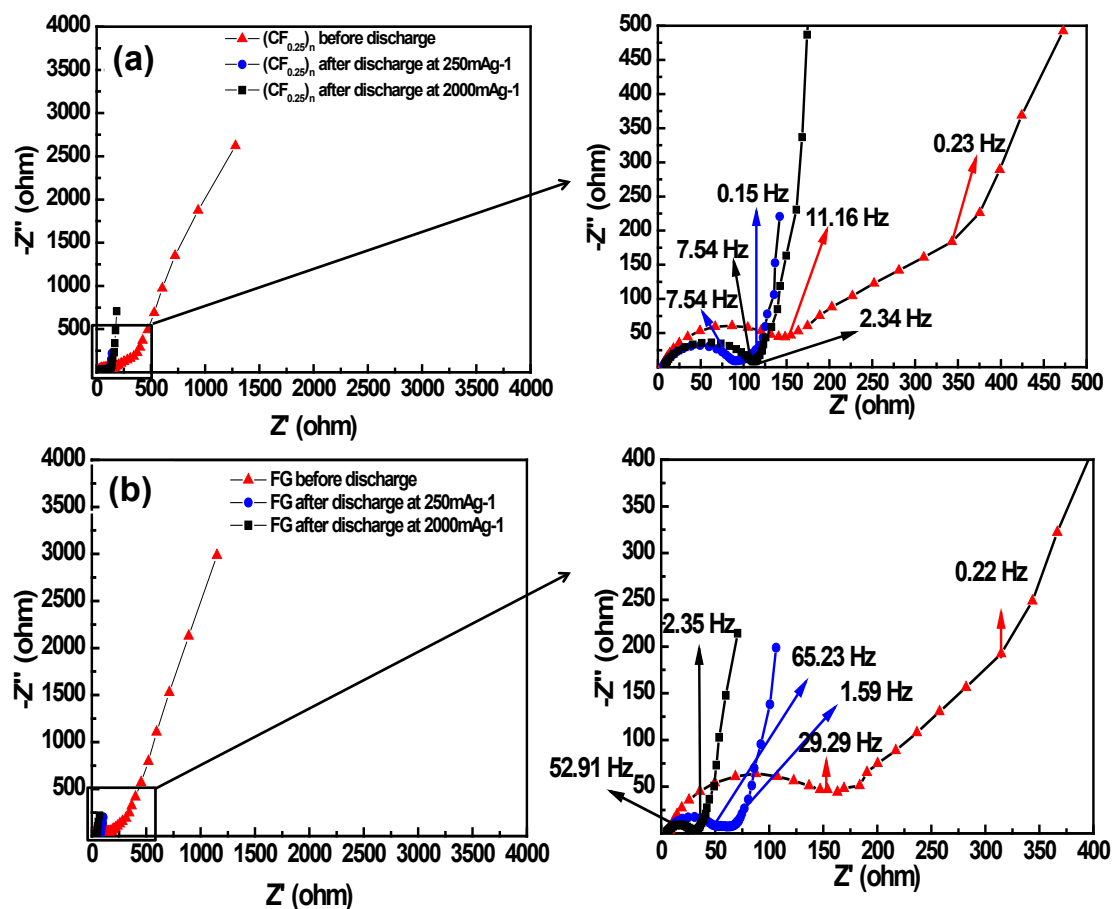 (a)
(CF0.25)n before discharge
(CF0.25)n after discharge at 250mAg-1
(CF0.25)n after discharge at 2000mAg-1
4000
3500
3000
2500
2000
1500
1000
500
0 500 1000 1500 2000 2500 3000 3500 4000
-Z'' (ohm)
Z' (ohm)
500
450
400
350
300
250
200
150
100
50
0 50 100 150 200 250 300 350 400 450 500
-Z'' (ohm)
Z' (ohm)
0.23 Hz
0.15 Hz
11.16 Hz
7.54 Hz
7.54 Hz
2.34 Hz
(b)
FG before discharge
FG after discharge at 250mAg-1
FG after discharge at 2000mAg-1
4000
3500
3000
2500
2000
1500
1000
500
0
0 500 1000 1500 2000 2500 3000 3500 4000
-Z'' (ohm)
Z' (ohm)
400
350
300
250
200
150
100
50
0
0 50 100 150 200 250 300 350 400
-Z'' (ohm)
Z' (ohm)
0.22 Hz
2.35 Hz
65.23 Hz
1.59 Hz
29.29 Hz
52.91 Hz